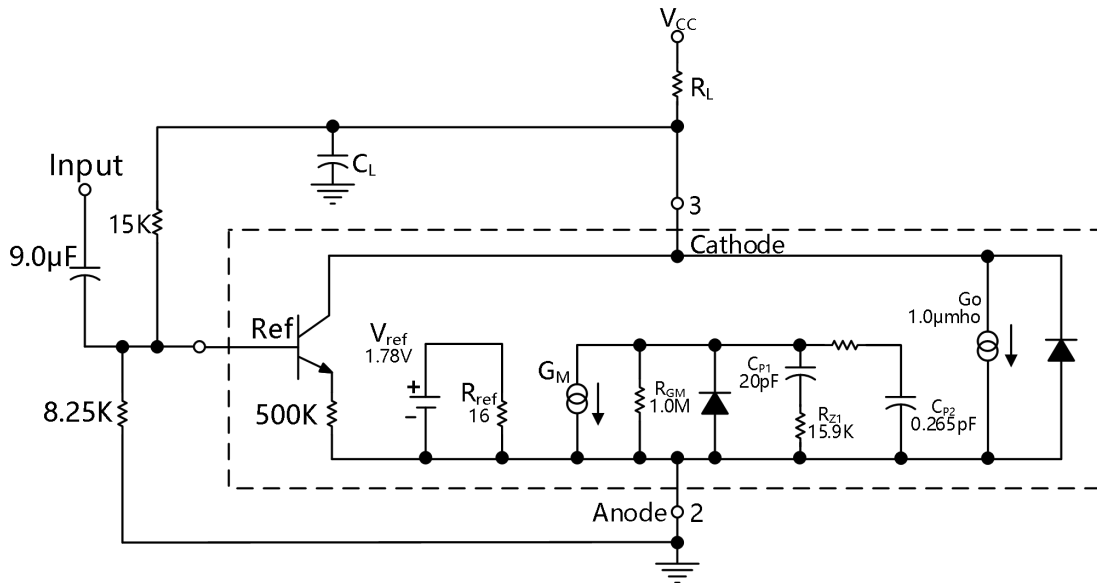 VCC
RL
CL
Input
15K
9.0μF
3
Cathode
Ref
Vref
1.78V
Go
1.0μmho
GM
CP1
20pF
RGM
1.0M
Rref
16
RZ1
15.9K
CP2
0.265pF
8.25K
500K
+
−
Anode
2